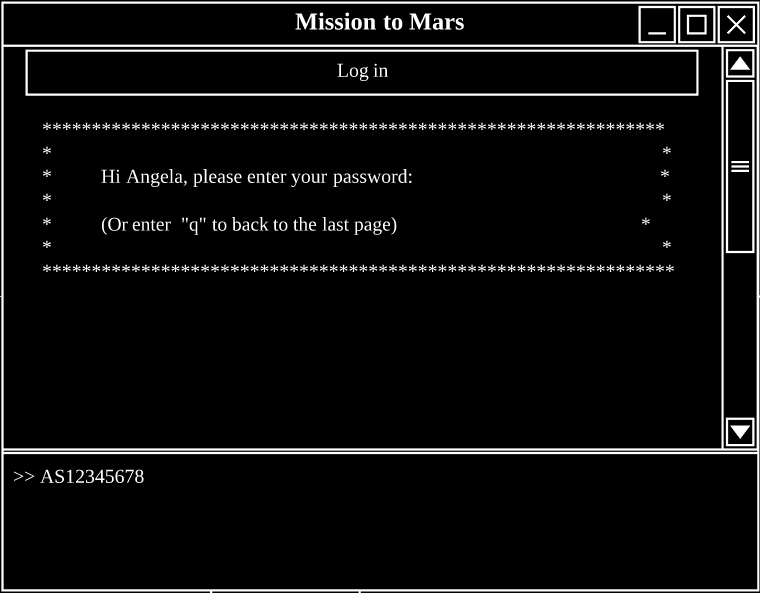 Mission to Mars
Log in
***************************************************************
* *
* Hi Angela, please enter your password: *
* *
* (Or enter "q" to back to the last page) *
* *
****************************************************************
>> AS12345678